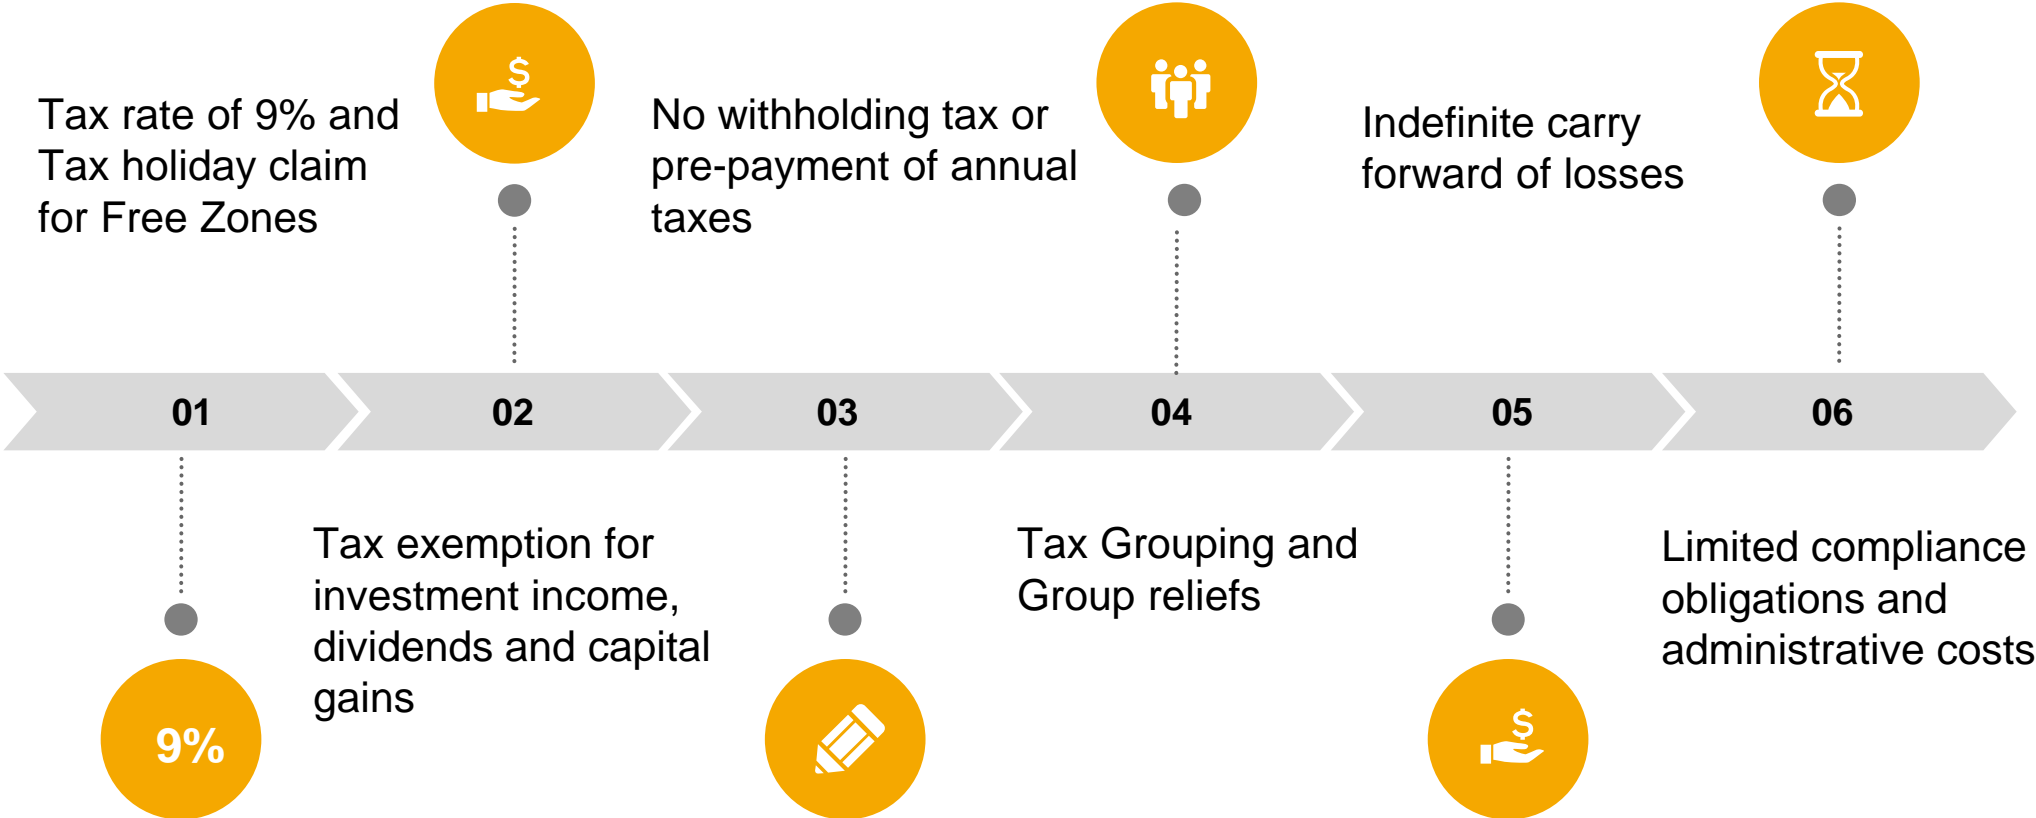 Tax rate of 9% and
Tax holiday claim
for Free Zones
No withholding tax or
pre-payment of annual
taxes
Indefinite carry
forward of losses
01
02
03
04
05
06
Tax exemption for
investment income,
dividends and capital
gains
Tax Grouping and
Group reliefs
Limited compliance
obligations and
administrative costs
9%